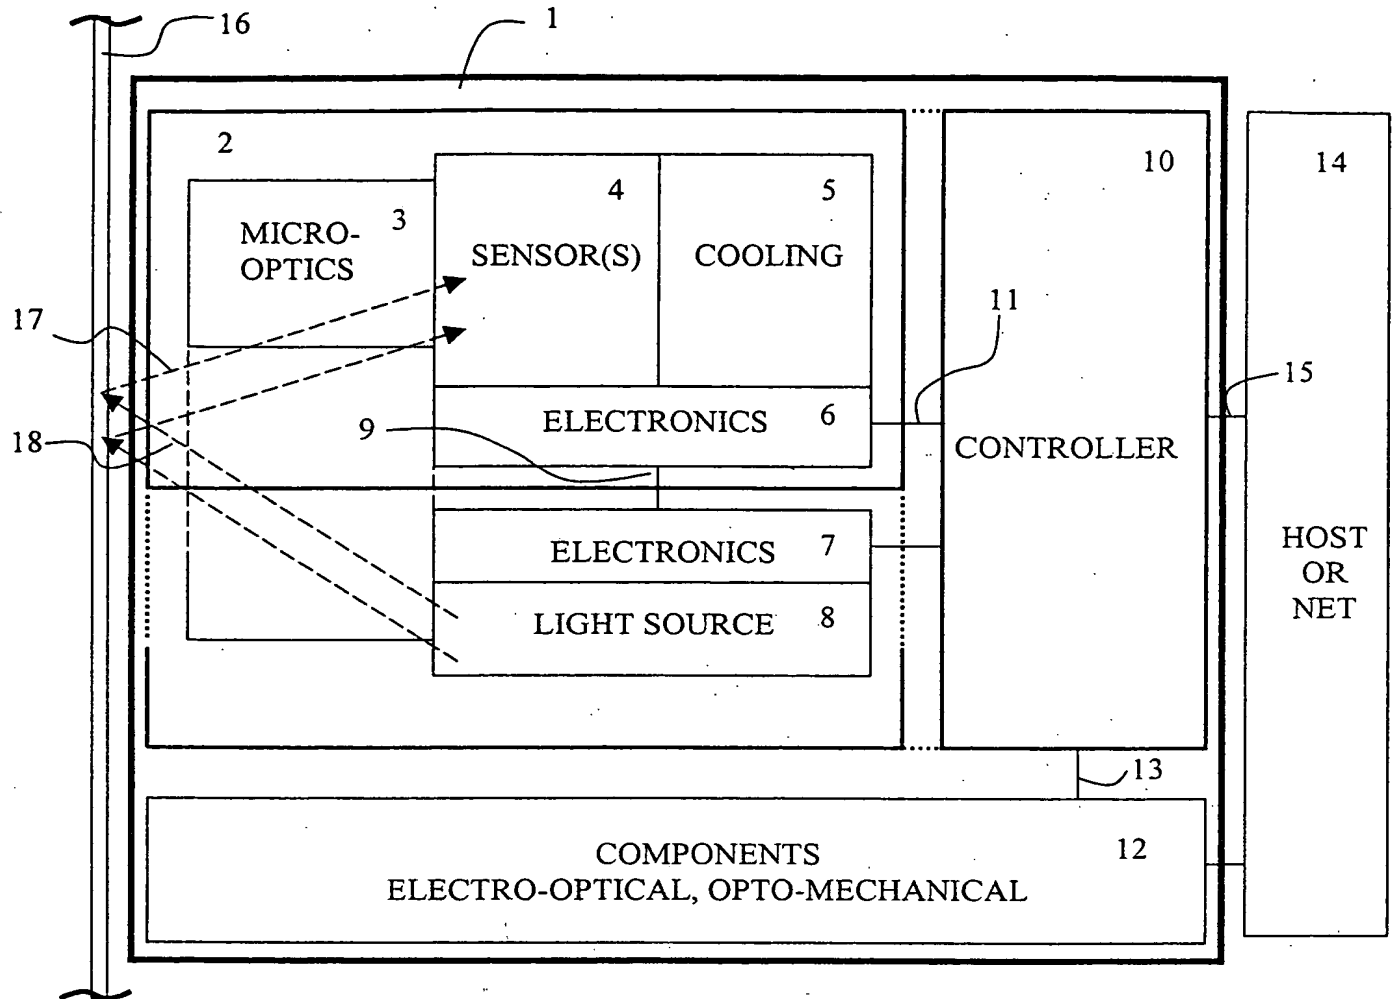 16
1
2
3
MICRO-
OPTICS
4
SENSOR(S)
5
COOLING
10
CONTROLLER
14
HOST
OR
NET
17
18
11
15
ELECTRONICS 6
9
ELECTRONICS 7
LIGHT SOURCE 8
13
12
COMPONENTS
ELECTRO-OPTICAL, OPTO-MECHANICAL